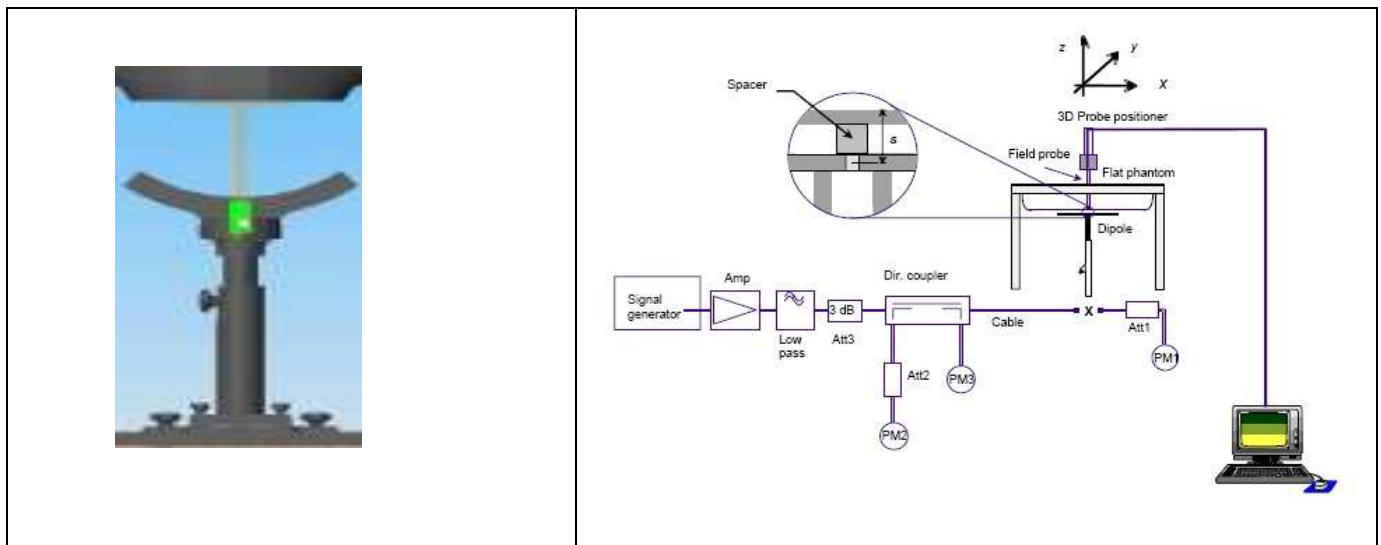 z
y
X
Spacer
s
3D Probe positioner
Field probe
Flat phantom
Dipole
Signal
generator
Amp
Low
pass
3 dB
Att3
Dir. coupler
Cable
X
Att1
PM1
Att2
PM3
PM2